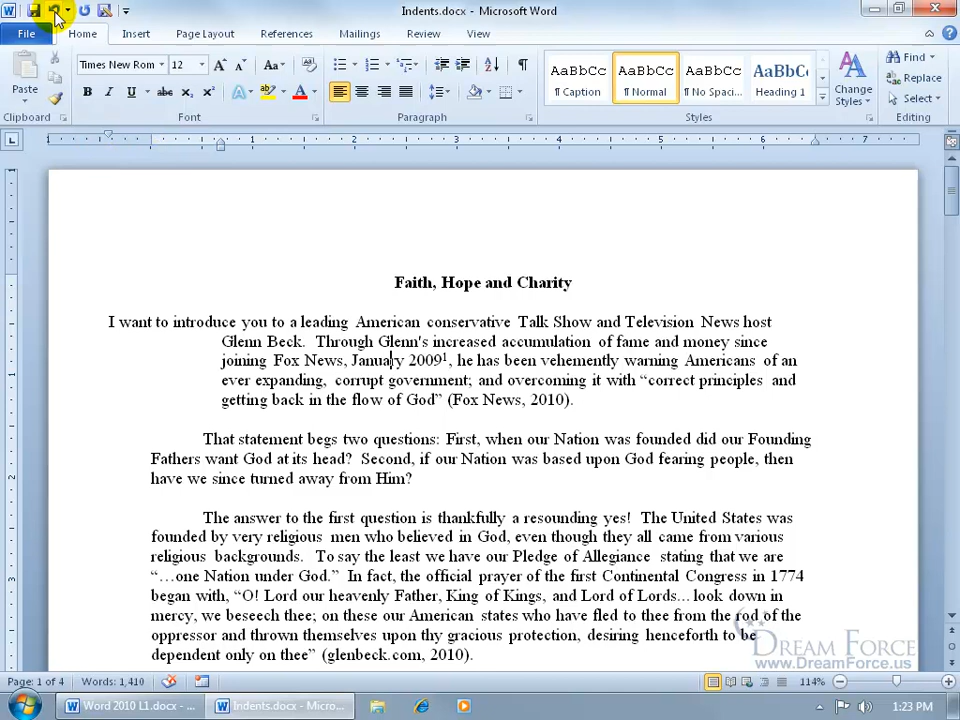 Indents.docx - Microsoft Word
File Home Insert Page Layout References Mailings Review View
Times New Rom 12
Paste
Clipboard
Font
Paragraph
AaBbCc ¶ Caption
AaBbCc ¶ Normal
AaBbCc ¶ No Spaci...
AaBbCc Heading 1
Change Styles
Styles
Find
Replace
Select
Editing
1 1 2 3 4 5 6 7
Faith, Hope and Charity
I want to introduce you to a leading American conservative Talk Show and Television News host
Glenn Beck. Through Glenn's increased accumulation of fame and money since
joining Fox News, January 2009¹, he has been vehemently warning Americans of an
ever expanding, corrupt government; and overcoming it with “correct principles and
getting back in the flow of God” (Fox News, 2010).
That statement begs two questions: First, when our Nation was founded did our Founding
Fathers want God at its head? Second, if our Nation was based upon God fearing people, then
have we since turned away from Him?
The answer to the first question is thankfully a resounding yes! The United States was
founded by very religious men who believed in God, even though they all came from various
religious backgrounds. To say the least we have our Pledge of Allegiance stating that we are
“…one Nation under God.” In fact, the official prayer of the first Continental Congress in 1774
began with, “O! Lord our heavenly Father, King of Kings, and Lord of Lords... look down in
mercy, we beseech thee; on these our American states who have fled to thee from the rod of the
oppressor and thrown themselves upon thy gracious protection, desiring henceforth to be
dependent only on thee” (glenbeck.com, 2010).
DREAM FORCE
www.DreamForce.us
Page: 1 of 4 Words: 1,410 114%
Word 2010 L1.docx - ... Indents.docx - Micros... 1:23 PM